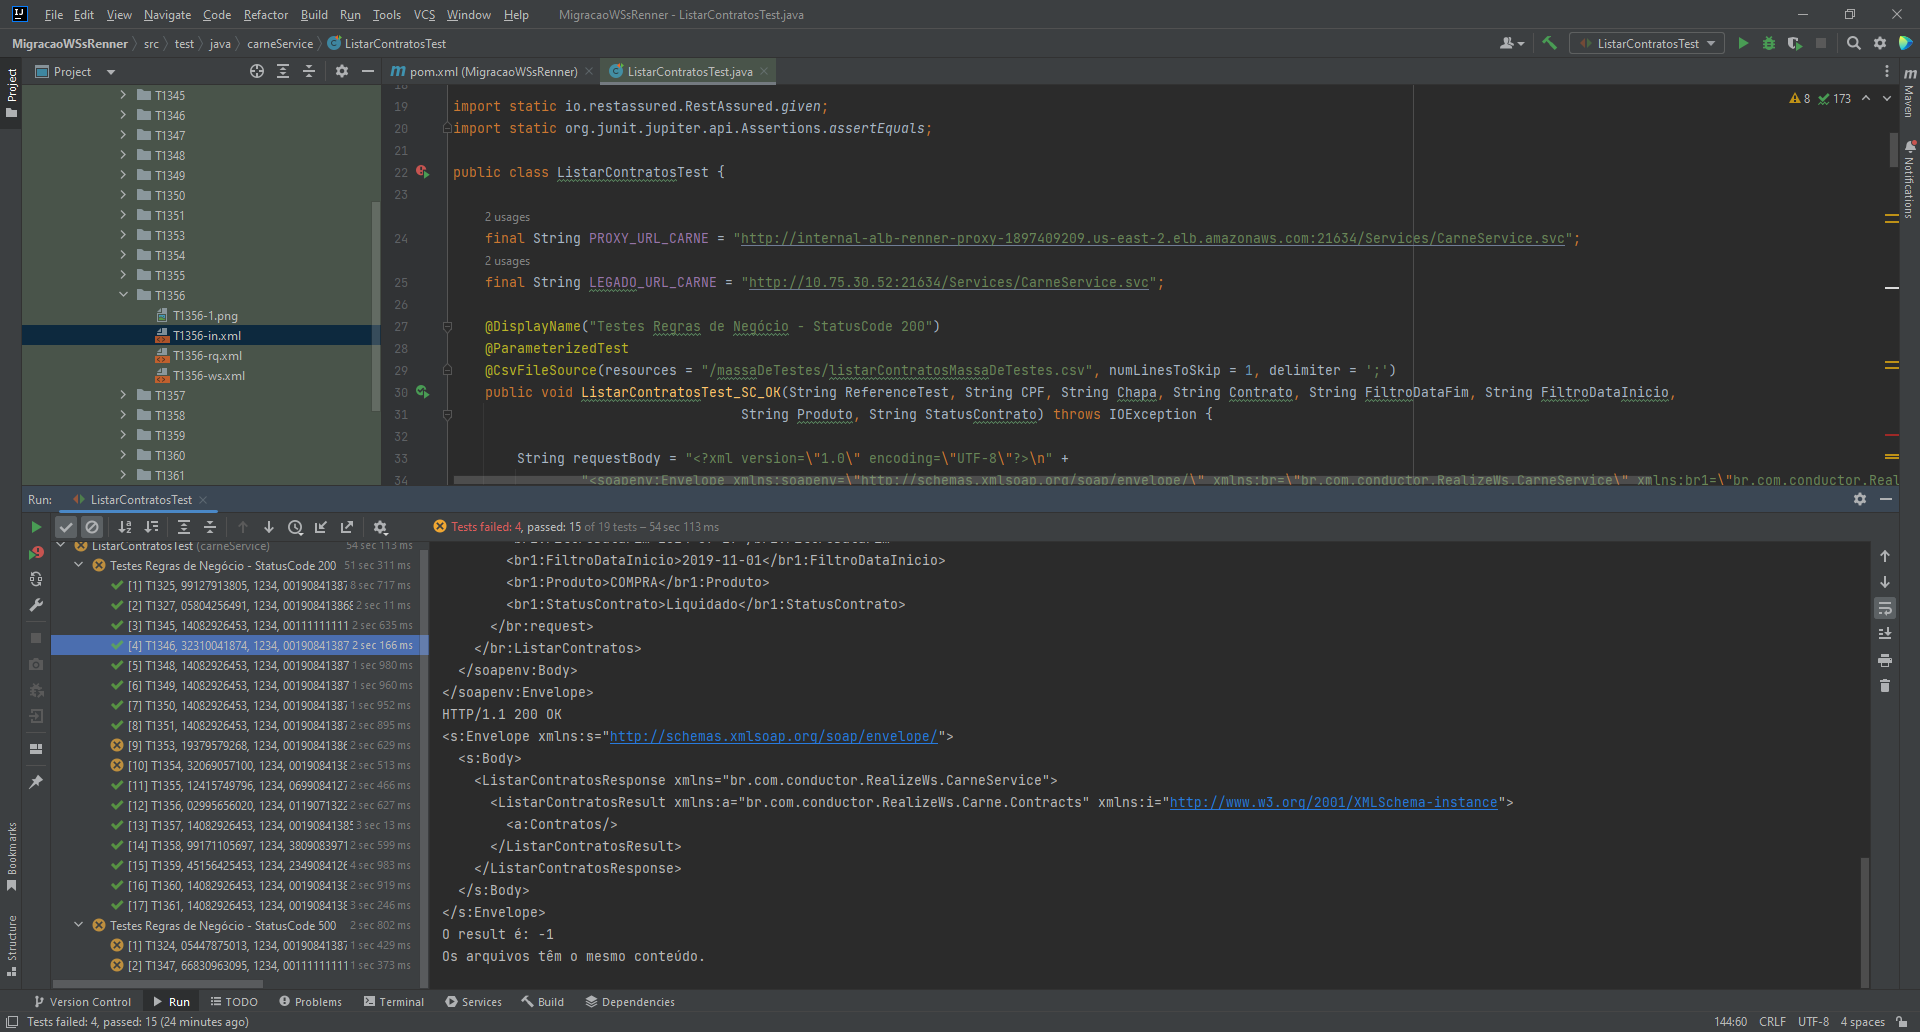 File Edit View Navigate Code Refactor Build Run Tools VCS Window Help MigracaoWSsRenner - ListarContratosTest.java
MigracaoWSsRenner src test java carneService ListarContratosTest
ListarContratosTest
Project
pom.xml (MigracaoWSsRenner)
ListarContratosTest.java
Project
Bookmarks
Structure
Maven
Notifications
T1345
T1346
T1347
T1348
T1349
T1350
T1351
T1353
T1354
T1355
T1356
T1356-1.png
T1356-in.xml
T1356-rq.xml
T1356-ws.xml
T1357
T1358
T1359
T1360
T1361
8 173
18
19 import static io.restassured.RestAssured.given;
20 import static org.junit.jupiter.api.Assertions.assertEquals;
21
22 public class ListarContratosTest {
23
2 usages
24 final String PROXY_URL_CARNE = "http://internal-alb-renner-proxy-1897409209.us-east-2.elb.amazonaws.com:21634/Services/CarneService.svc";
2 usages
25 final String LEGADO_URL_CARNE = "http://10.75.30.52:21634/Services/CarneService.svc";
26
27 @DisplayName("Testes Regras de Negócio - StatusCode 200")
28 @ParameterizedTest
29 @CsvFileSource(resources = "/massaDeTestes/listarContratosMassaDeTestes.csv", numLinesToSkip = 1, delimiter = ';')
30 public void ListarContratosTest_SC_OK(String ReferenceTest, String CPF, String Chapa, String Contrato, String FiltroDataFim, String FiltroDataInicio,
31 String Produto, String StatusContrato) throws IOException {
32
33 String requestBody = "<?xml version=\"1.0\" encoding=\"UTF-8\"?>\n" +
34 "<soapenv:Envelope xmlns:soapenv=\"http://schemas.xmlsoap.org/soap/envelope/\" xmlns:br=\"br.com.conductor.RealizeWs.CarneService\" xmlns:br1=\"br.com.conductor.Real
Run: ListarContratosTest
Tests failed: 4, passed: 15 of 19 tests – 54 sec 113 ms
ListarContratosTest (carneService) 54 sec 113 ms
Testes Regras de Negócio - StatusCode 200 51 sec 311 ms
[1] T1325, 99127913805, 1234, 00190841387 8 sec 717 ms
[2] T1327, 05804256491, 1234, 001908413868 2 sec 11 ms
[3] T1345, 14082926453, 1234, 00111111111 2 sec 635 ms
[4] T1346, 32310041874, 1234, 00190841387 2 sec 166 ms
[5] T1348, 14082926453, 1234, 00190841387 1 sec 980 ms
[6] T1349, 14082926453, 1234, 00190841387 1 sec 960 ms
[7] T1350, 14082926453, 1234, 00190841387 1 sec 952 ms
[8] T1351, 14082926453, 1234, 00190841387 2 sec 895 ms
[9] T1353, 19379579268, 1234, 00190841386 2 sec 629 ms
[10] T1354, 32069057100, 1234, 0019084138 2 sec 513 ms
[11] T1355, 12415749796, 1234, 0699084127 2 sec 466 ms
[12] T1356, 02995656020, 1234, 0119071322 2 sec 627 ms
[13] T1357, 14082926453, 1234, 00190841385 3 sec 13 ms
[14] T1358, 99171105697, 1234, 3809083971 2 sec 599 ms
[15] T1359, 45156425453, 1234, 2349084126 4 sec 983 ms
[16] T1360, 14082926453, 1234, 0019084138 2 sec 919 ms
[17] T1361, 14082926453, 1234, 0019084138 3 sec 246 ms
Testes Regras de Negócio - StatusCode 500 2 sec 802 ms
[1] T1324, 05447875013, 1234, 00190841387 1 sec 429 ms
[2] T1347, 66830963095, 1234, 00111111111 1 sec 373 ms
<br1:FiltroDataInicio>2019-11-01</br1:FiltroDataInicio>
<br1:Produto>COMPRA</br1:Produto>
<br1:StatusContrato>Liquidado</br1:StatusContrato>
</br:request>
</br:ListarContratos>
</soapenv:Body>
</soapenv:Envelope>
HTTP/1.1 200 OK
<s:Envelope xmlns:s="http://schemas.xmlsoap.org/soap/envelope/">
<s:Body>
<ListarContratosResponse xmlns="br.com.conductor.RealizeWs.CarneService">
<ListarContratosResult xmlns:a="br.com.conductor.RealizeWs.Carne.Contracts" xmlns:i="http://www.w3.org/2001/XMLSchema-instance">
<a:Contratos/>
</ListarContratosResult>
</ListarContratosResponse>
</s:Body>
</s:Envelope>
O result é: -1
Os arquivos têm o mesmo conteúdo.
Version Control Run TODO Problems Terminal Services Build Dependencies
Tests failed: 4, passed: 15 (24 minutes ago) 144:60 CRLF UTF-8 4 spaces